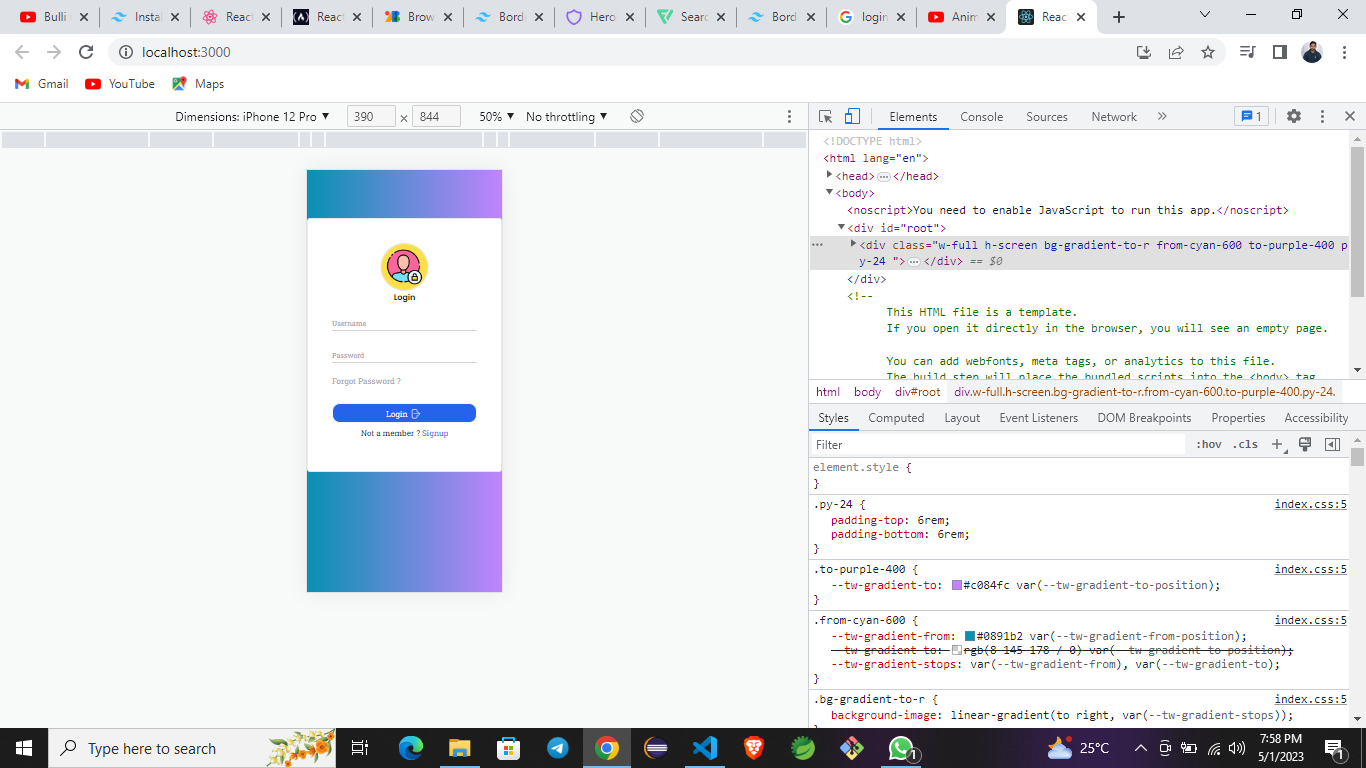 Bulli
Instal
React
React
Brow
Borde
Hero
Searc
Borde
login
Anim
React
localhost:3000
Gmail
YouTube
Maps
Dimensions: iPhone 12 Pro ▼ 390 × 844 50% ▼ No throttling ▼
Login
Username
Password
Forgot Password ?
Login
Not a member ? Signup
Elements Console Sources Network » 1
<!DOCTYPE html>
<html lang="en">
<head>…</head>
<body>
<noscript>You need to enable JavaScript to run this app.</noscript>
<div id="root">
<div class="w-full h-screen bg-gradient-to-r from-cyan-600 to-purple-400 p
y-24 ">…</div> == $0
</div>
<!--
This HTML file is a template.
If you open it directly in the browser, you will see an empty page.
You can add webfonts, meta tags, or analytics to this file.
The build step will place the bundled scripts into the <body> tag
html body div#root div.w-full.h-screen.bg-gradient-to-r.from-cyan-600.to-purple-400.py-24.
Styles Computed Layout Event Listeners DOM Breakpoints Properties Accessibility
Filter :hov .cls +
element.style {
}
.py-24 { index.css:5
padding-top: 6rem;
padding-bottom: 6rem;
}
.to-purple-400 { index.css:5
--tw-gradient-to: #c084fc var(--tw-gradient-to-position);
}
.from-cyan-600 { index.css:5
--tw-gradient-from: #0891b2 var(--tw-gradient-from-position);
--tw-gradient-to: rgb(8 145 178 / 0) var(--tw-gradient-to-position);
--tw-gradient-stops: var(--tw-gradient-from), var(--tw-gradient-to);
}
.bg-gradient-to-r { index.css:5
background-image: linear-gradient(to right, var(--tw-gradient-stops));
Type here to search
1
25°C
7:58 PM
5/1/2023
1